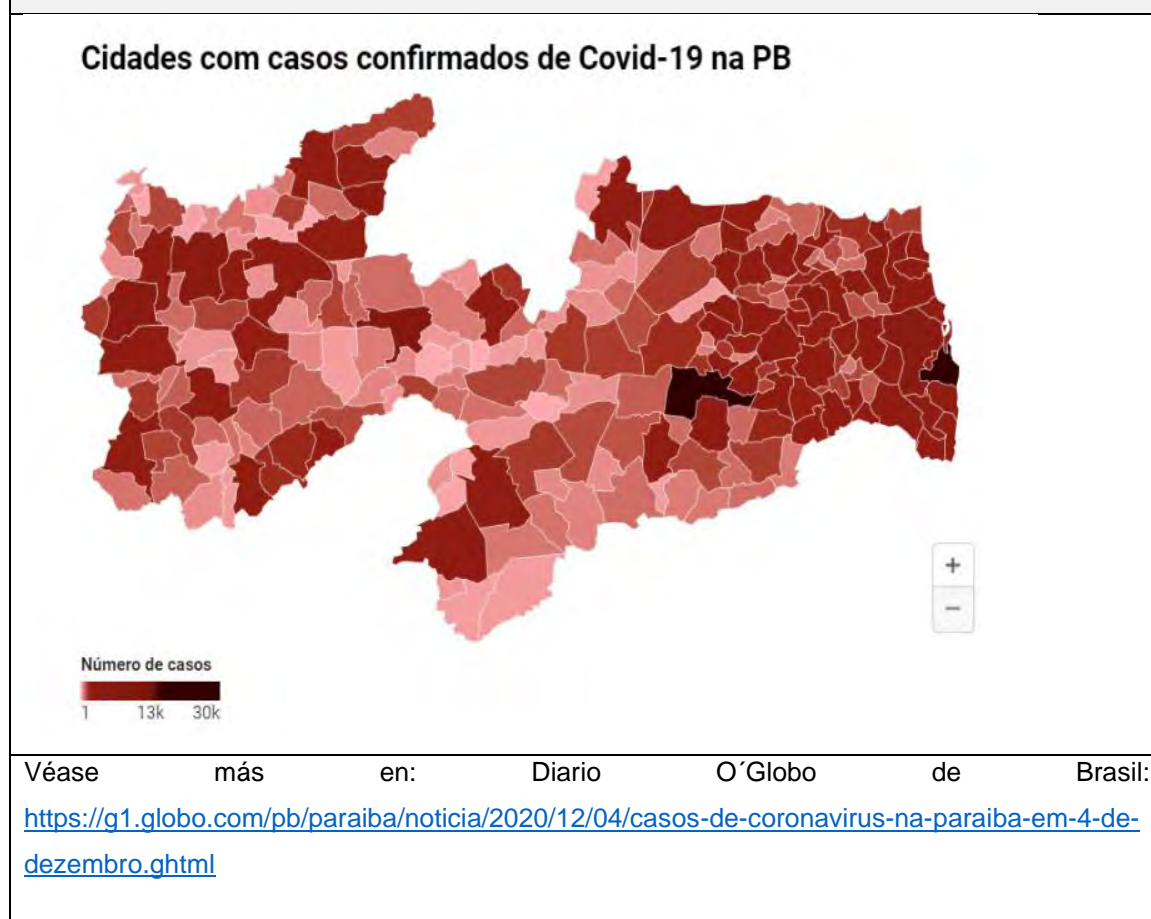 Cidades com casos confirmados de Covid-19 na PB
+
−
Número de casos
1 13k 30k
Véase más en: Diario O´Globo de Brasil:
https://g1.globo.com/pb/paraiba/noticia/2020/12/04/casos-de-coronavirus-na-paraiba-em-4-de-
dezembro.ghtml